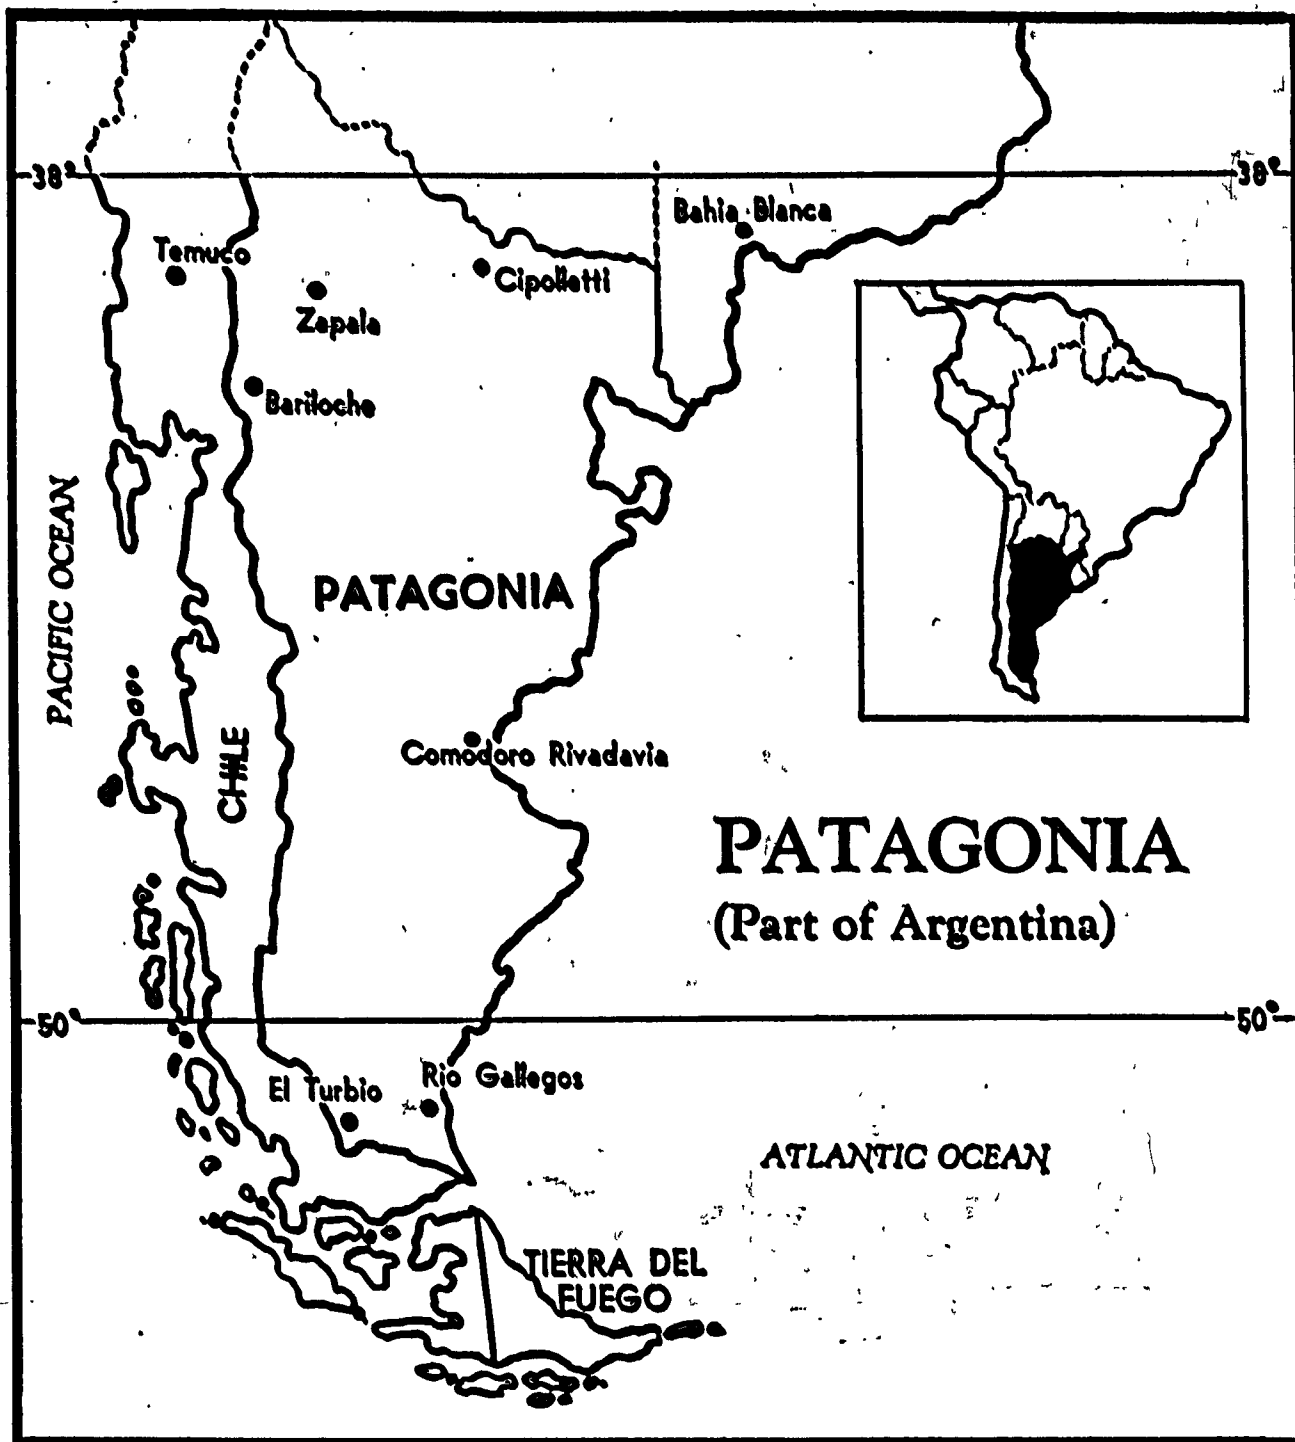 38°
38°
Bahia Blanca
Temuco
Cipolletti
Zapala
Bariloche
PACIFIC OCEAN
PATAGONIA
CHILE
Comodoro Rivadavia
PATAGONIA
(Part of Argentina)
50°
50°
El Turbio
Rio Gallegos
ATLANTIC OCEAN
TIERRA DEL
FUEGO